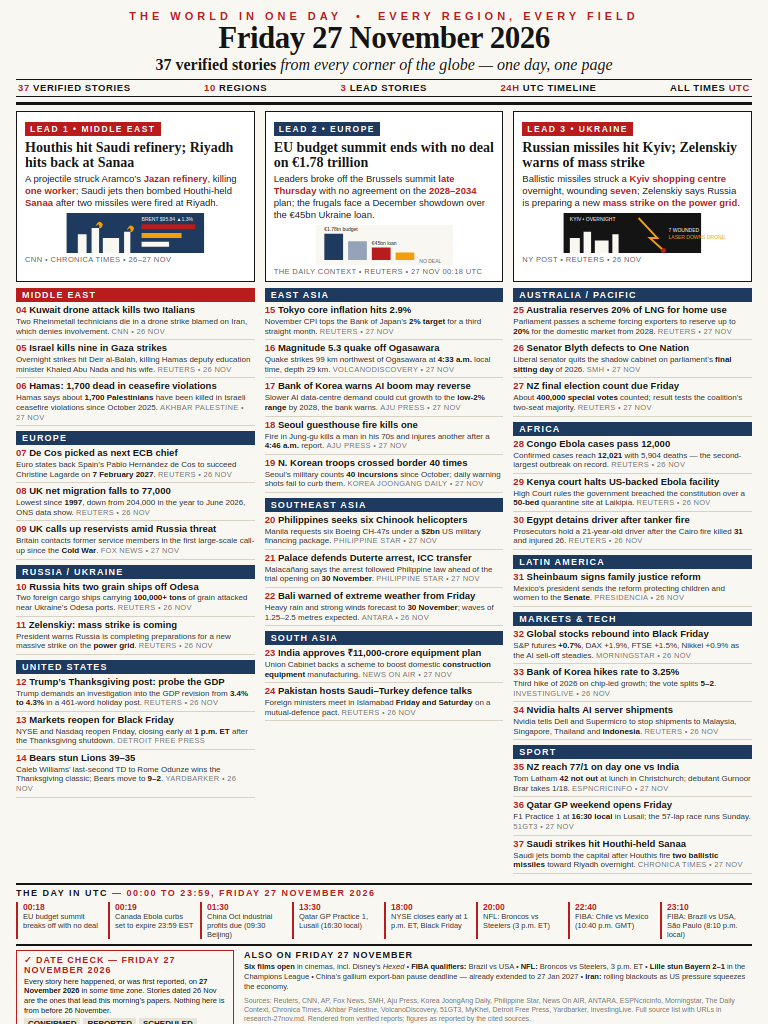 THE WORLD IN ONE DAY • EVERY REGION, EVERY FIELD
Friday 27 November 2026
37 verified stories from every corner of the globe — one day, one page
37 VERIFIED STORIES 10 REGIONS 3 LEAD STORIES 24H UTC TIMELINE ALL TIMES UTC
LEAD 1 • MIDDLE EAST
Houthis hit Saudi refinery; Riyadh
hits back at Sanaa
A projectile struck Aramco's Jazan refinery, killing
one worker; Saudi jets then bombed Houthi-held
Sanaa after two missiles were fired at Riyadh.
BRENT $95.84 ▲1.3%
CNN • CHRONICA TIMES • 26–27 NOV
LEAD 2 • EUROPE
EU budget summit ends with no deal
on €1.78 trillion
Leaders broke off the Brussels summit late
Thursday with no agreement on the 2028–2034
plan; the frugals face a December showdown over
the €45bn Ukraine loan.
€1.78tn budget
€45bn loan
NO DEAL
THE DAILY CONTEXT • REUTERS • 27 NOV 00:18 UTC
LEAD 3 • UKRAINE
Russian missiles hit Kyiv; Zelenskiy
warns of mass strike
Ballistic missiles struck a Kyiv shopping centre
overnight, wounding seven; Zelensky says Russia
is preparing a new mass strike on the power grid.
KYIV • OVERNIGHT
7 WOUNDED
LASER DOWNS DRONE
NY POST • REUTERS • 26 NOV
MIDDLE EAST
04 Kuwait drone attack kills two Italians
Two Rheinmetall technicians die in a drone strike blamed on Iran,
which denies involvement. CNN • 26 NOV
05 Israel kills nine in Gaza strikes
Overnight strikes hit Deir al-Balah, killing Hamas deputy education
minister Khaled Abu Nada and his wife. REUTERS • 26 NOV
06 Hamas: 1,700 dead in ceasefire violations
Hamas says about 1,700 Palestinians have been killed in Israeli
ceasefire violations since October 2025. AKHBAR PALESTINE •
27 NOV
EUROPE
07 De Cos picked as next ECB chief
Euro states back Spain's Pablo Hernández de Cos to succeed
Christine Lagarde on 7 February 2027. REUTERS • 26 NOV
08 UK net migration falls to 77,000
Lowest since 1997, down from 204,000 in the year to June 2026,
ONS data show. REUTERS • 26 NOV
09 UK calls up reservists amid Russia threat
Britain contacts former service members in the first large-scale call-
up since the Cold War. FOX NEWS • 27 NOV
RUSSIA / UKRAINE
10 Russia hits two grain ships off Odesa
Two foreign cargo ships carrying 100,000+ tons of grain attacked
near Ukraine's Odesa ports. REUTERS • 26 NOV
11 Zelenskiy: mass strike is coming
President warns Russia is completing preparations for a new
massive strike on the power grid. REUTERS • 26 NOV
UNITED STATES
12 Trump's Thanksgiving post: probe the GDP
Trump demands an investigation into the GDP revision from 3.4%
to 4.3% in a 461-word holiday post. REUTERS • 26 NOV
13 Markets reopen for Black Friday
NYSE and Nasdaq reopen Friday, closing early at 1 p.m. ET after
the Thanksgiving shutdown. DETROIT FREE PRESS
14 Bears stun Lions 39–35
Caleb Williams' last-second TD to Rome Odunze wins the
Thanksgiving classic; Bears move to 9–2. YARDBARKER • 26
NOV
EAST ASIA
15 Tokyo core inflation hits 2.9%
November CPI tops the Bank of Japan's 2% target for a third
straight month. REUTERS • 27 NOV
16 Magnitude 5.3 quake off Ogasawara
Quake strikes 99 km northwest of Ogasawara at 4:33 a.m. local
time, depth 29 km. VOLCANODISCOVERY • 27 NOV
17 Bank of Korea warns AI boom may reverse
Slower AI data-centre demand could cut growth to the low-2%
range by 2028, the bank warns. AJU PRESS • 27 NOV
18 Seoul guesthouse fire kills one
Fire in Jung-gu kills a man in his 70s and injures another after a
4:46 a.m. report. AJU PRESS • 27 NOV
19 N. Korean troops crossed border 40 times
Seoul's military counts 40 incursions since October; daily warning
shots fail to curb them. KOREA JOONGANG DAILY • 27 NOV
SOUTHEAST ASIA
20 Philippines seeks six Chinook helicopters
Manila requests six Boeing CH-47s under a $2bn US military
financing package. PHILIPPINE STAR • 27 NOV
21 Palace defends Duterte arrest, ICC transfer
Malacañang says the arrest followed Philippine law ahead of the
trial opening on 30 November. PHILIPPINE STAR • 27 NOV
22 Bali warned of extreme weather from Friday
Heavy rain and strong winds forecast to 30 November; waves of
1.25–2.5 metres expected. ANTARA • 26 NOV
SOUTH ASIA
23 India approves ₹11,000-crore equipment plan
Union Cabinet backs a scheme to boost domestic construction
equipment manufacturing. NEWS ON AIR • 27 NOV
24 Pakistan hosts Saudi–Turkey defence talks
Foreign ministers meet in Islamabad Friday and Saturday on a
mutual-defence pact. REUTERS • 26 NOV
AUSTRALIA / PACIFIC
25 Australia reserves 20% of LNG for home use
Parliament passes a scheme forcing exporters to reserve up to
20% for the domestic market from 2028. REUTERS • 27 NOV
26 Senator Blyth defects to One Nation
Liberal senator quits the shadow cabinet on parliament's final
sitting day of 2026. SMH • 27 NOV
27 NZ final election count due Friday
About 400,000 special votes counted; result tests the coalition's
two-seat majority. REUTERS • 27 NOV
AFRICA
28 Congo Ebola cases pass 12,000
Confirmed cases reach 12,021 with 5,904 deaths — the second-
largest outbreak on record. REUTERS • 26 NOV
29 Kenya court halts US-backed Ebola facility
High Court rules the government breached the constitution over a
50-bed quarantine site at Laikipia. REUTERS • 26 NOV
30 Egypt detains driver after tanker fire
Prosecutors hold a 21-year-old driver after the Cairo fire killed 31
and injured 26. REUTERS • 26 NOV
LATIN AMERICA
31 Sheinbaum signs family justice reform
Mexico's president sends the reform protecting children and
women to the Senate. PRESIDENCIA • 26 NOV
MARKETS & TECH
32 Global stocks rebound into Black Friday
S&P futures +0.7%, DAX +1.9%, FTSE +1.5%, Nikkei +0.9% as
the AI sell-off steadies. MORNINGSTAR • 26 NOV
33 Bank of Korea hikes rate to 3.25%
Third hike of 2026 on chip-led growth; the vote splits 5–2.
INVESTINGLIVE • 26 NOV
34 Nvidia halts AI server shipments
Nvidia tells Dell and Supermicro to stop shipments to Malaysia,
Singapore, Thailand and Indonesia. REUTERS • 26 NOV
SPORT
35 NZ reach 77/1 on day one vs India
Tom Latham 42 not out at lunch in Christchurch; debutant Gurnoor
Brar takes 1/18. ESPNCRICINFO • 27 NOV
36 Qatar GP weekend opens Friday
F1 Practice 1 at 16:30 local in Lusail; the 57-lap race runs Sunday.
51GT3 • 27 NOV
37 Saudi strikes hit Houthi-held Sanaa
Saudi jets bomb the capital after Houthis fire two ballistic
missiles toward Riyadh overnight. CHRONICA TIMES • 27 NOV
THE DAY IN UTC — 00:00 TO 23:59, FRIDAY 27 NOVEMBER 2026
00:18
EU budget summit
breaks off with no deal
00:19
Canada Ebola curbs
set to expire 23:59 EST
01:30
China Oct industrial
profits due (09:30
Beijing)
13:30
Qatar GP Practice 1,
Lusail (16:30 local)
18:00
NYSE closes early at 1
p.m. ET, Black Friday
20:00
NFL: Broncos vs
Steelers (3 p.m. ET)
22:40
FIBA: Chile vs Mexico
(10:40 p.m. GMT)
23:10
FIBA: Brazil vs USA,
São Paulo (8:10 p.m.
local)
✓ DATE CHECK — FRIDAY 27
NOVEMBER 2026
Every story here happened, or was first reported, on 27
November 2026 in some time zone. Stories dated 26 Nov
are the ones that lead this morning's papers. Nothing here is
from before 26 November.
CONFIRMED REPORTED SCHEDULED
ALSO ON FRIDAY 27 NOVEMBER
Six films open in cinemas, incl. Disney's Hexed • FIBA qualifiers: Brazil vs USA • NFL: Broncos vs Steelers, 3 p.m. ET • Lille stun Bayern 2–1 in the
Champions League • China's gallium export-ban pause deadline — already extended to 27 Jan 2027 • Iran: rolling blackouts as US pressure squeezes
the economy.
Sources: Reuters, CNN, AP, Fox News, SMH, Aju Press, Korea JoongAng Daily, Philippine Star, News On AIR, ANTARA, ESPNcricinfo, Morningstar, The Daily
Context, Chronica Times, Akhbar Palestine, VolcanoDiscovery, 51GT3, MyKhel, Detroit Free Press, Yardbarker, InvestingLive. Full source list with URLs in
research-27nov.md. Rendered from verified reports; figures as reported by the cited sources.